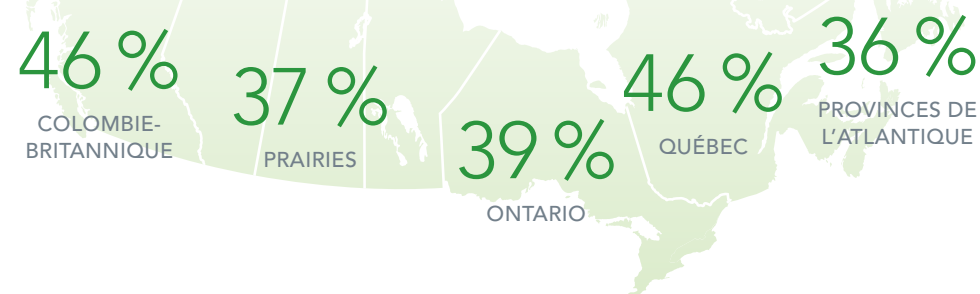 46 %
COLOMBIE-
BRITANNIQUE
37 %
PRAIRIES
39 %
ONTARIO
46 %
QUÉBEC
36 %
PROVINCES DE
L’ATLANTIQUE